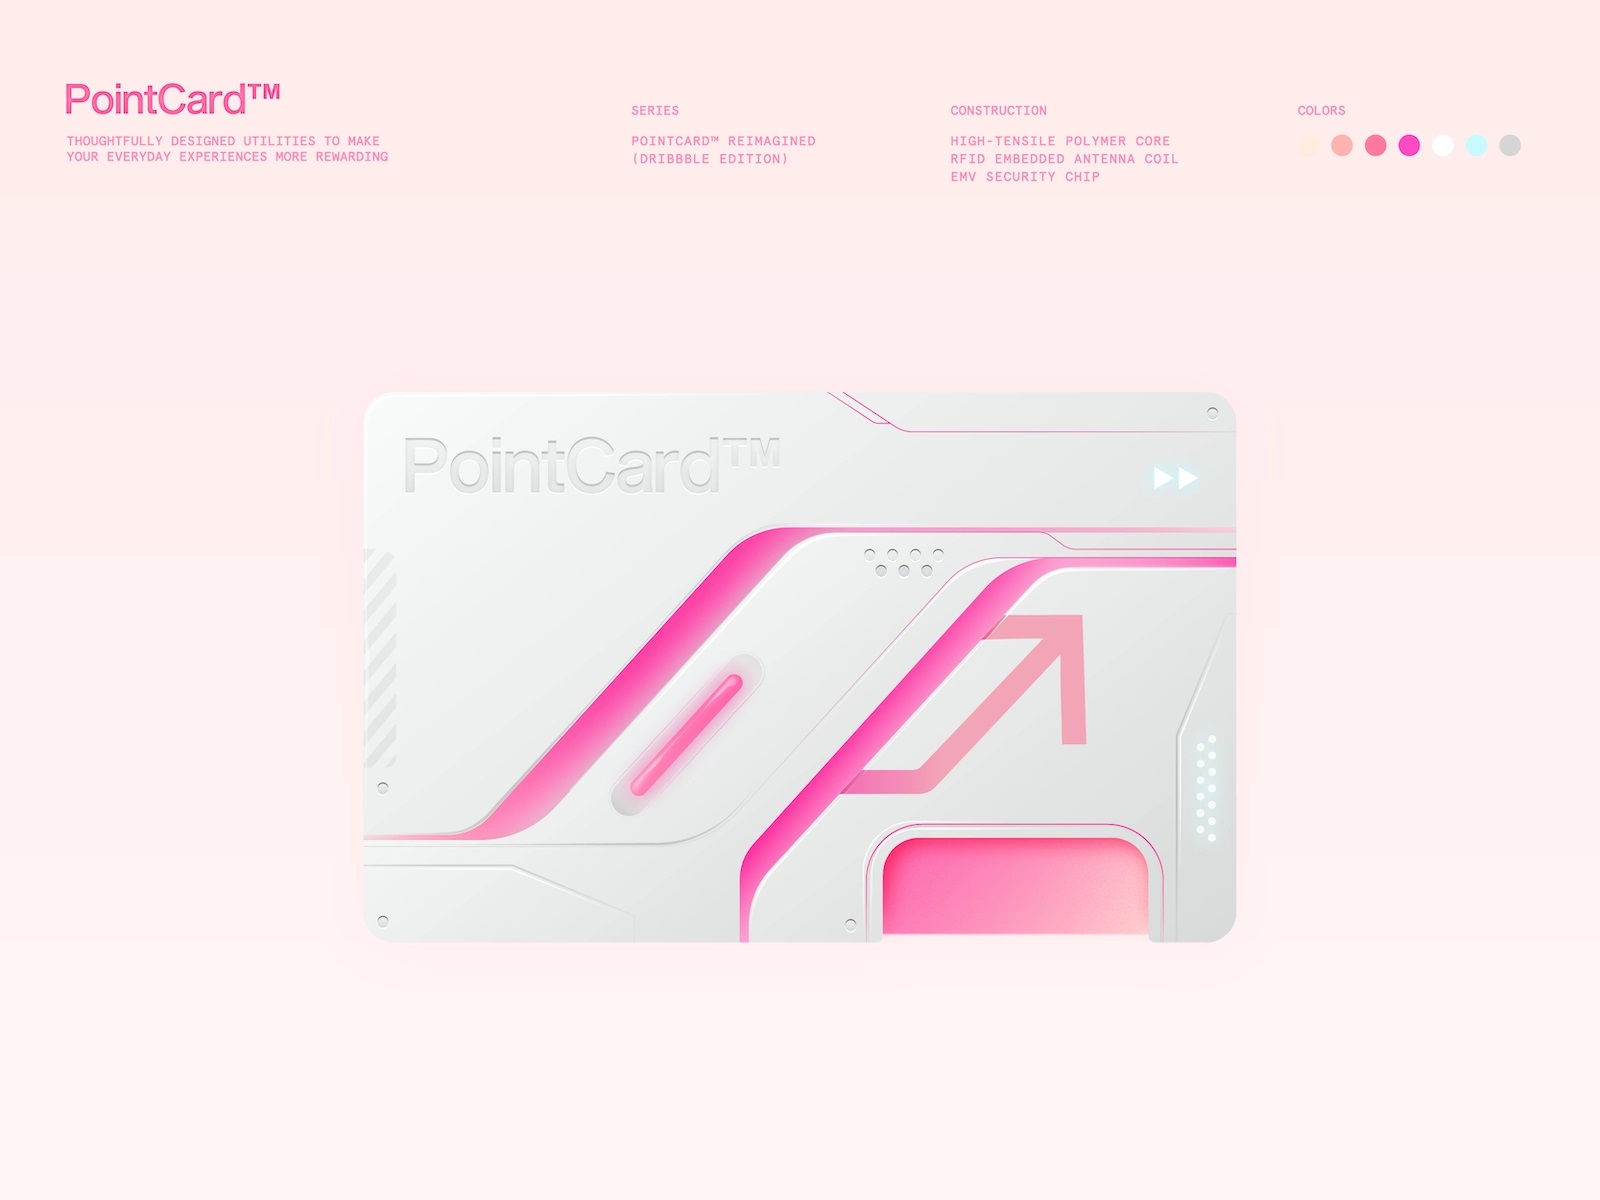 PointCard™
THOUGHTFULLY DESIGNED UTILITIES TO MAKE
YOUR EVERYDAY EXPERIENCES MORE REWARDING
SERIES
POINTCARD™ REIMAGINED
(DRIBBBLE EDITION)
CONSTRUCTION
HIGH-TENSILE POLYMER CORE
RFID EMBEDDED ANTENNA COIL
EMV SECURITY CHIP
COLORS
PointCard™